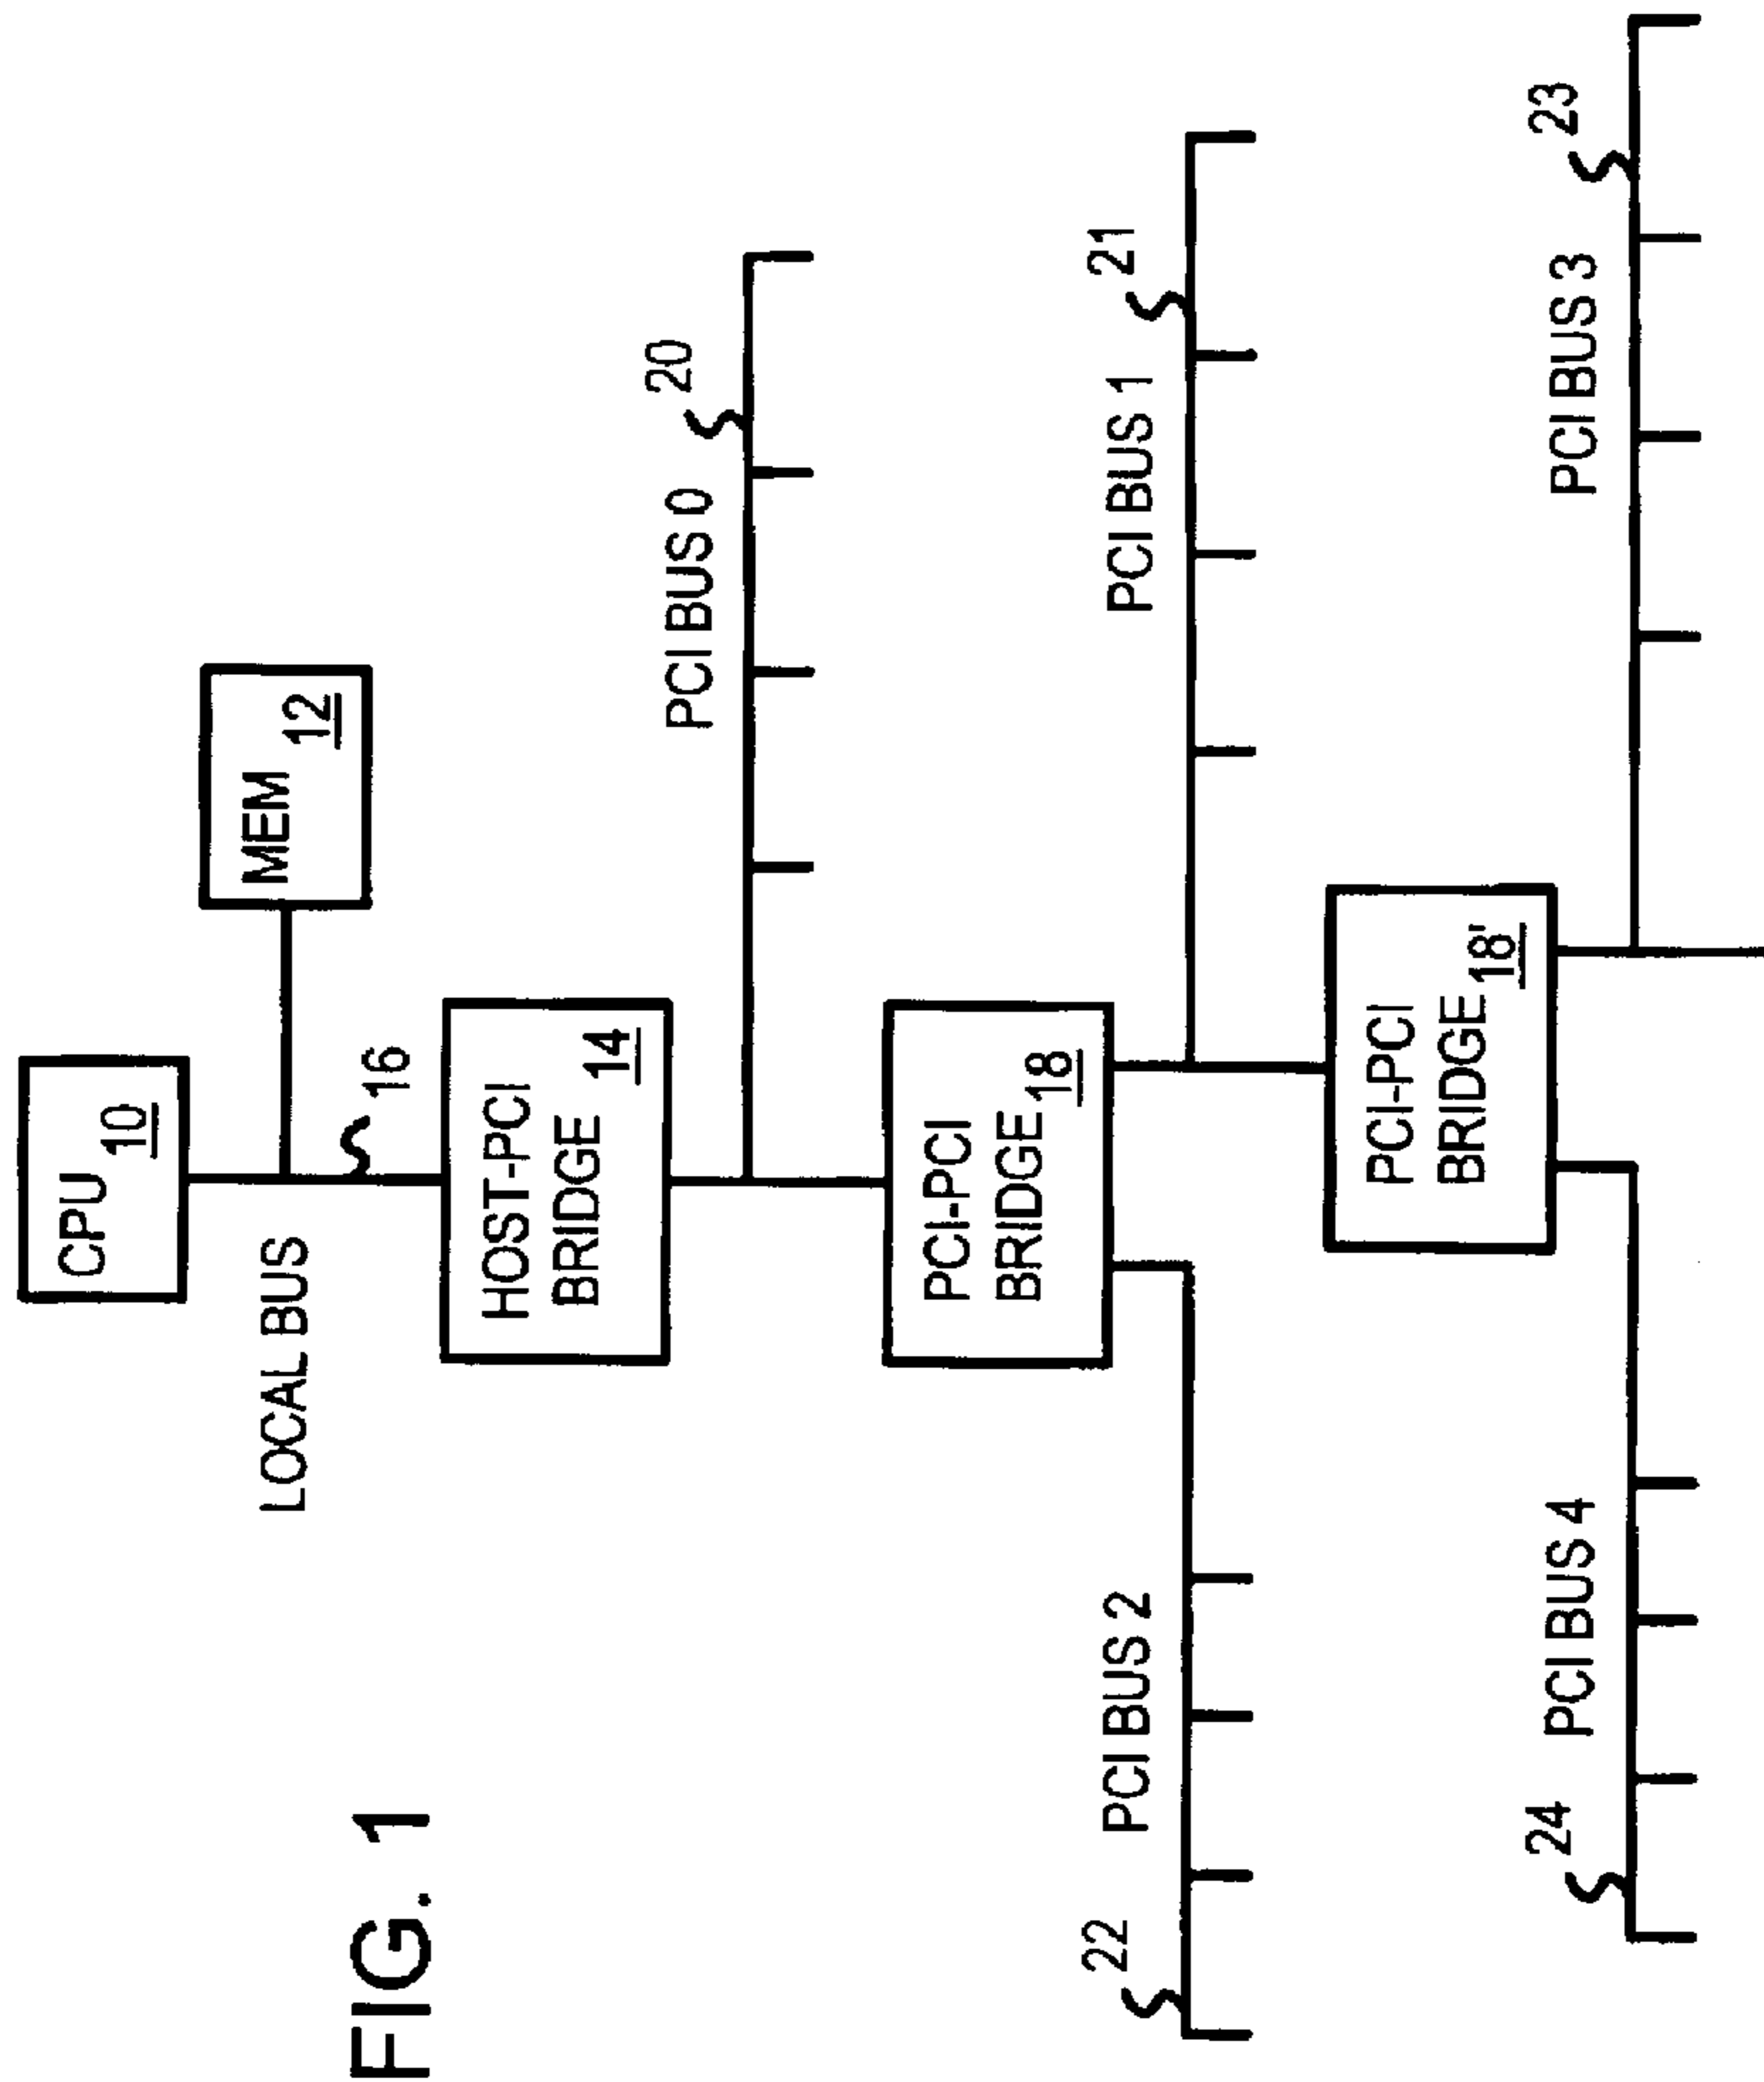 FIG. 1
CPU
10
MEM
12
LOCAL BUS
16
HOST-PCI
BRIDGE
14
PCI BUS 0
20
PCI-PCI
BRIDGE
18
PCI BUS 2
22
PCI BUS 1
21
PCI-PCI
BRIDGE
18'
PCI BUS 4
24
PCI BUS 3
23